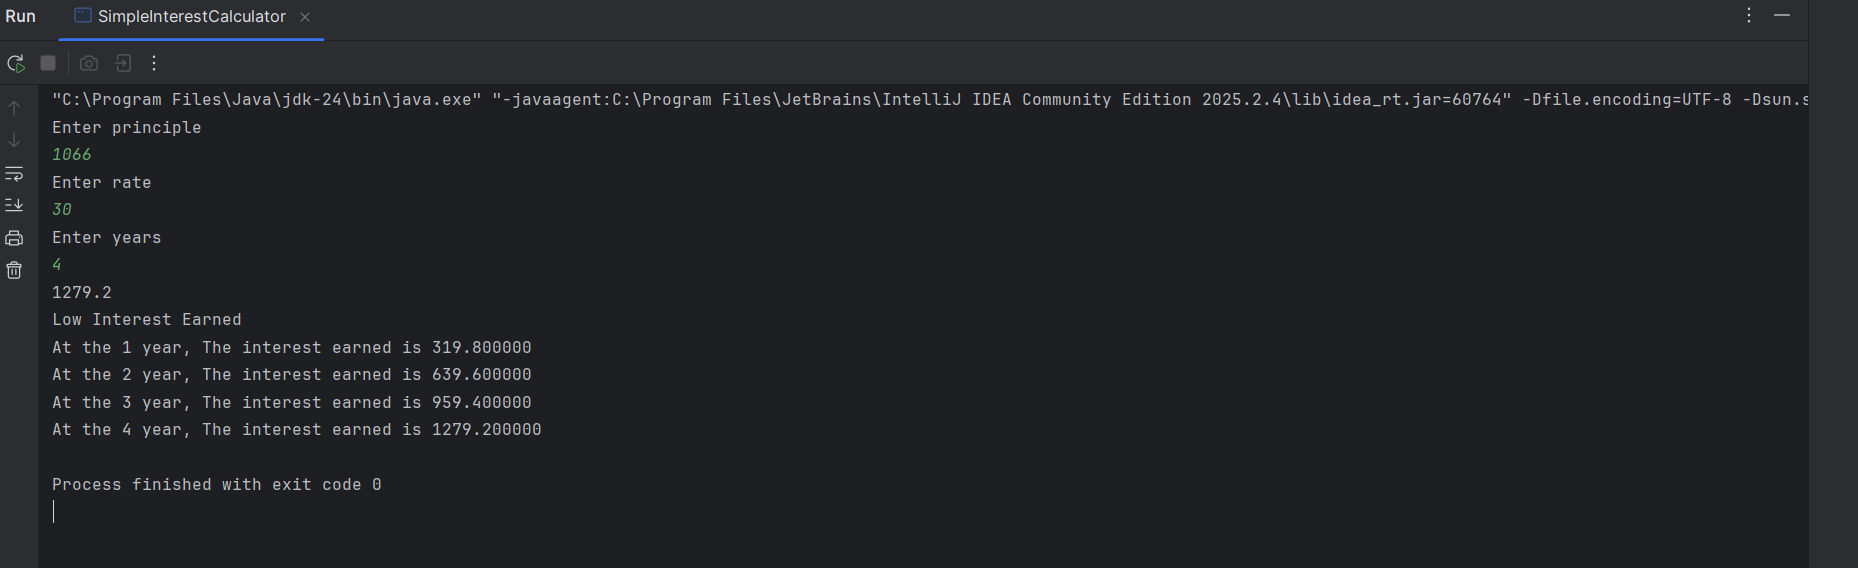 Run SimpleInterestCalculator
"C:\Program Files\Java\jdk-24\bin\java.exe" "-javaagent:C:\Program Files\JetBrains\IntelliJ IDEA Community Edition 2025.2.4\lib\idea_rt.jar=60764" -Dfile.encoding=UTF-8 -Dsun.s
Enter principle
1066
Enter rate
30
Enter years
4
1279.2
Low Interest Earned
At the 1 year, The interest earned is 319.800000
At the 2 year, The interest earned is 639.600000
At the 3 year, The interest earned is 959.400000
At the 4 year, The interest earned is 1279.200000
Process finished with exit code 0